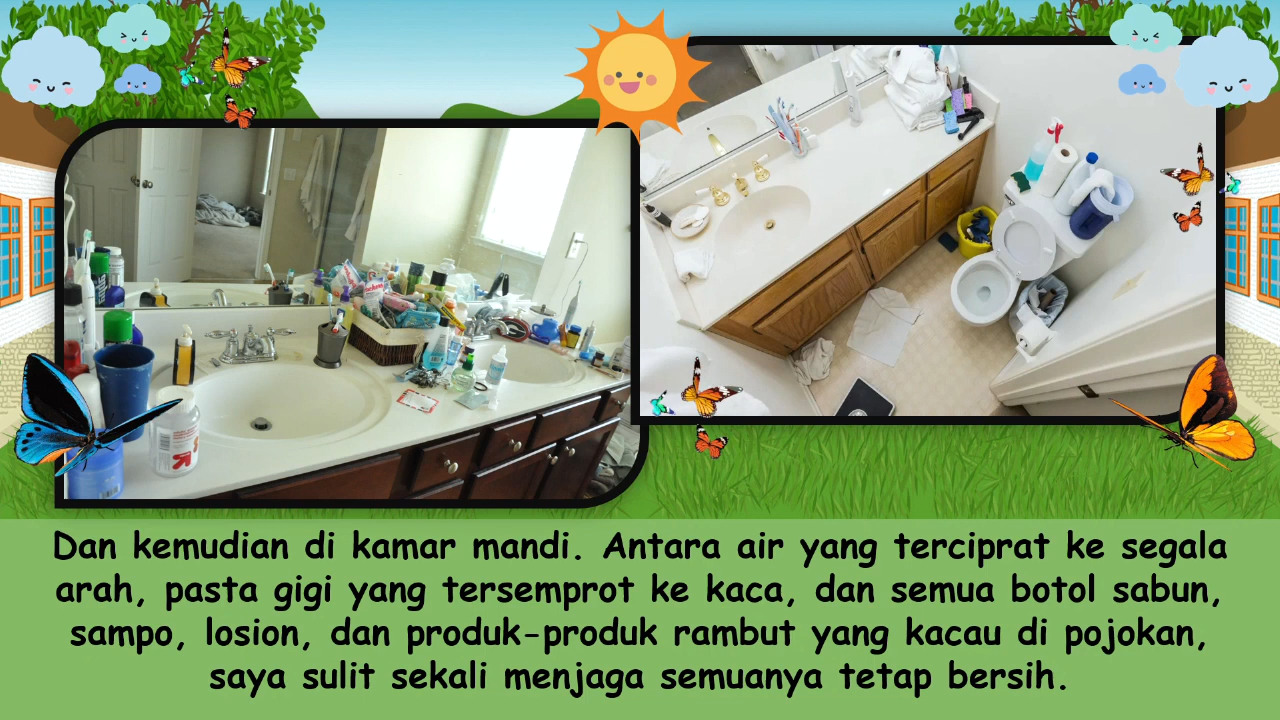 Dan kemudian di kamar mandi. Antara air yang terciprat ke segala
arah, pasta gigi yang tersemprot ke kaca, dan semua botol sabun,
sampo, losion, dan produk-produk rambut yang kacau di pojokan,
saya sulit sekali menjaga semuanya tetap bersih.